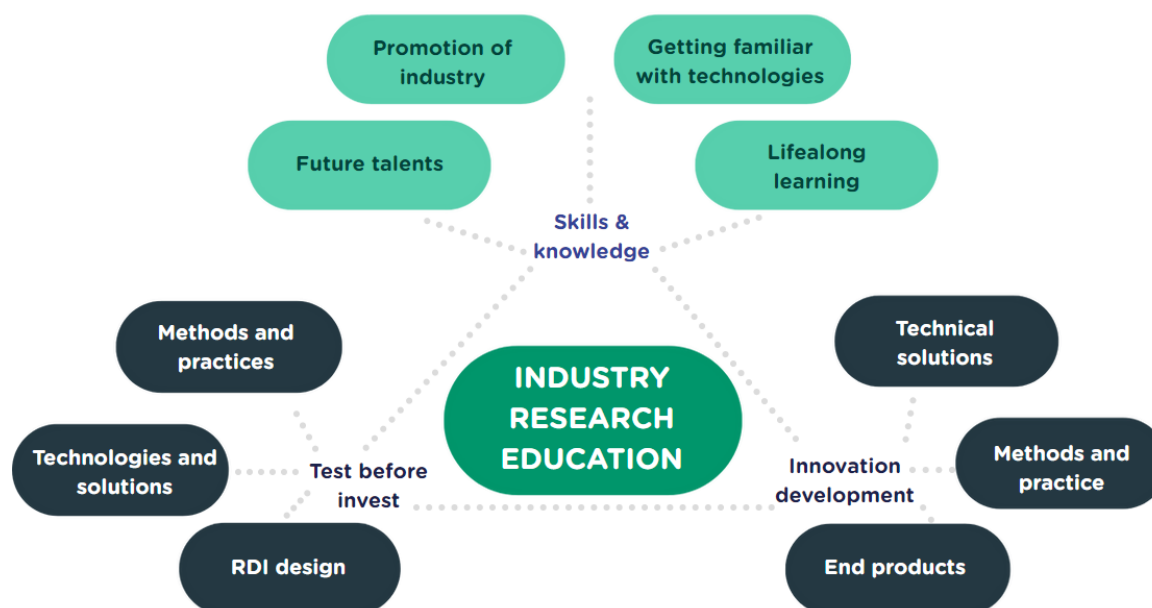 Promotion of
industry
Getting familiar
with technologies
Future talents
Lifealong
learning
Skills &
knowledge
Methods and
practices
Technical
solutions
INDUSTRY
RESEARCH
EDUCATION
Technologies and
solutions
Test before
invest
Innovation
development
Methods and
practice
RDI design
End products